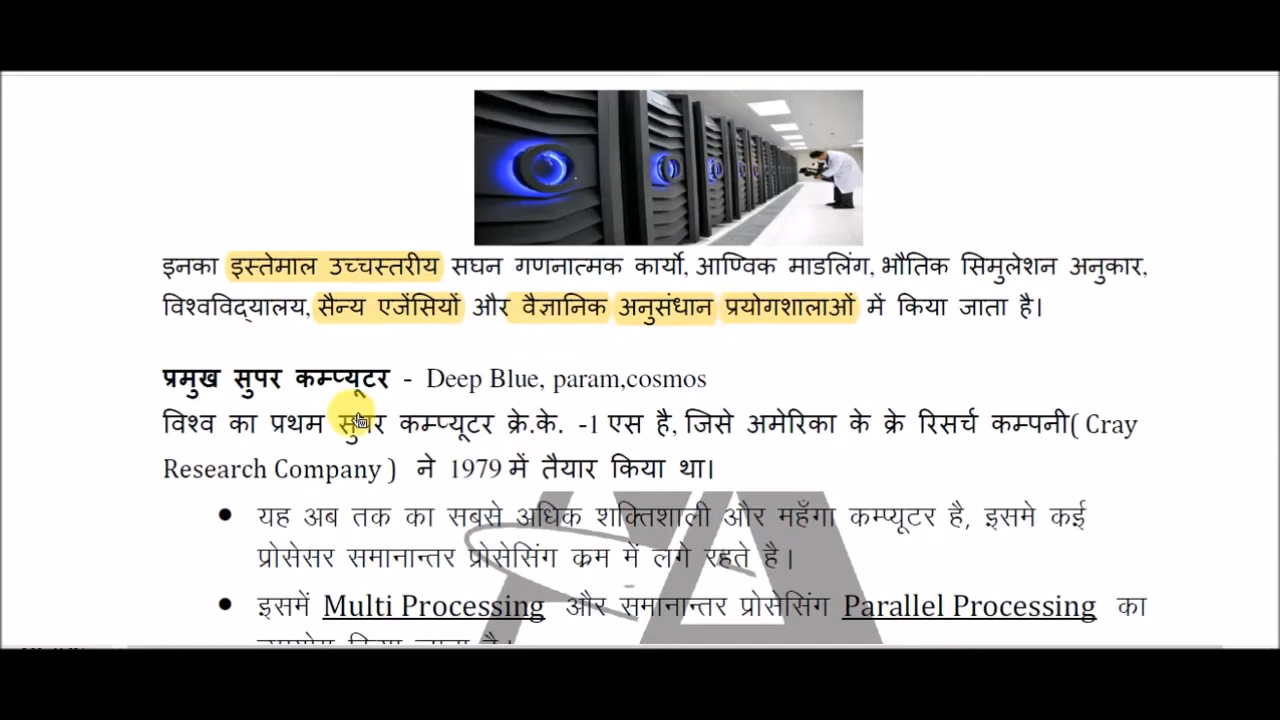 इनका इस्तेमाल उच्चस्तरीय सघन गणनात्मक कार्यो, आण्विक माडलिंग, भौतिक सिमुलेशन अनुकार,
विश्वविद्यालय, सैन्य एजेंसियों और वैज्ञानिक अनुसंधान प्रयोगशालाओं में किया जाता है।
प्रमुख सुपर कम्प्यूटर - Deep Blue, param,cosmos
विश्व का प्रथम सुपर कम्प्यूटर क्रे.के. -1 एस है, जिसे अमेरिका के क्रे रिसर्च कम्पनी( Cray
Research Company ) ने 1979 में तैयार किया था।
● यह अब तक का सबसे अधिक शक्तिशाली और महँगा कम्प्यूटर है, इसमे कई
प्रोसेसर समानान्तर प्रोसेसिंग क्रम में लगे रहते है।
● इसमें Multi Processing और समानान्तर प्रोसेसिंग Parallel Processing का